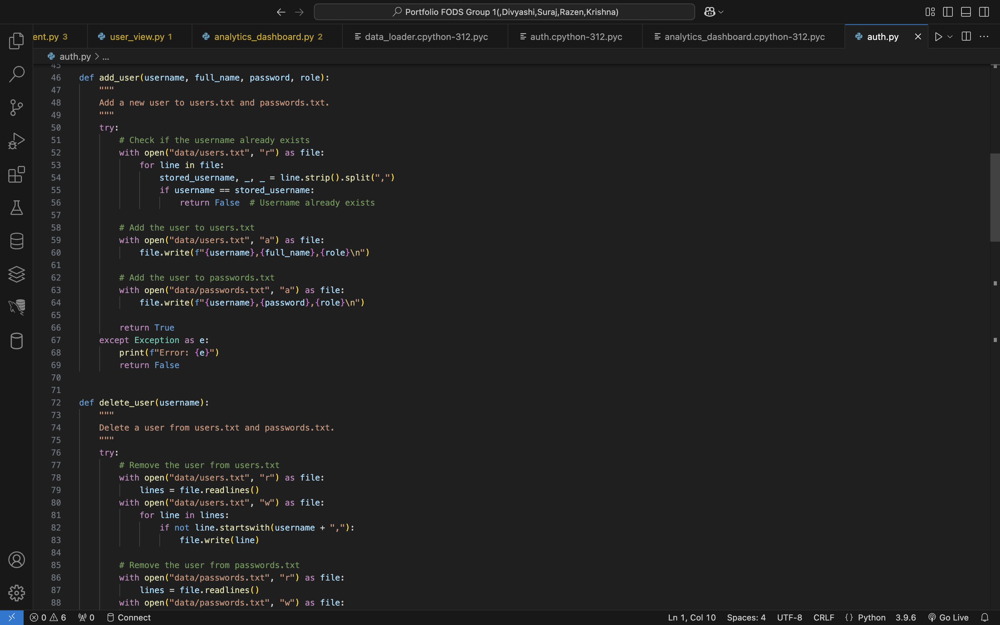 Portfolio FODS Group 1(,Divyashi,Suraj,Razen,Krishna)
ent.py 3 user_view.py 1 analytics_dashboard.py 2 data_loader.cpython-312.pyc auth.cpython-312.pyc analytics_dashboard.cpython-312.pyc auth.py
auth.py > ...
45
46 def add_user(username, full_name, password, role):
47     """
48     Add a new user to users.txt and passwords.txt.
49     """
50     try:
51         # Check if the username already exists
52         with open("data/users.txt", "r") as file:
53             for line in file:
54                 stored_username, _, _ = line.strip().split(",")
55                 if username == stored_username:
56                     return False  # Username already exists
57
58         # Add the user to users.txt
59         with open("data/users.txt", "a") as file:
60             file.write(f"{username},{full_name},{role}\n")
61
62         # Add the user to passwords.txt
63         with open("data/passwords.txt", "a") as file:
64             file.write(f"{username},{password},{role}\n")
65
66         return True
67     except Exception as e:
68         print(f"Error: {e}")
69         return False
70
71
72 def delete_user(username):
73     """
74     Delete a user from users.txt and passwords.txt.
75     """
76     try:
77         # Remove the user from users.txt
78         with open("data/users.txt", "r") as file:
79             lines = file.readlines()
80         with open("data/users.txt", "w") as file:
81             for line in lines:
82                 if not line.startswith(username + ","):
83                     file.write(line)
84
85         # Remove the user from passwords.txt
86         with open("data/passwords.txt", "r") as file:
87             lines = file.readlines()
88         with open("data/passwords.txt", "w") as file:
0 6 0 Connect Ln 1, Col 10 Spaces: 4 UTF-8 CRLF {} Python 3.9.6 Go Live